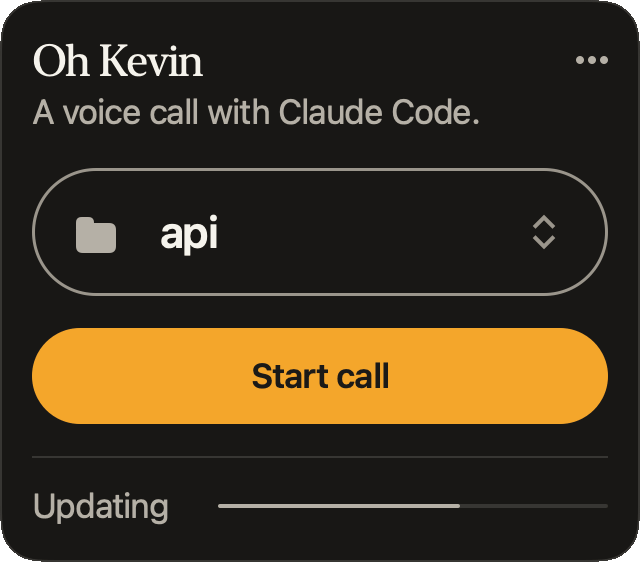 Oh Kevin
A voice call with Claude Code.
api
Start call
Updating